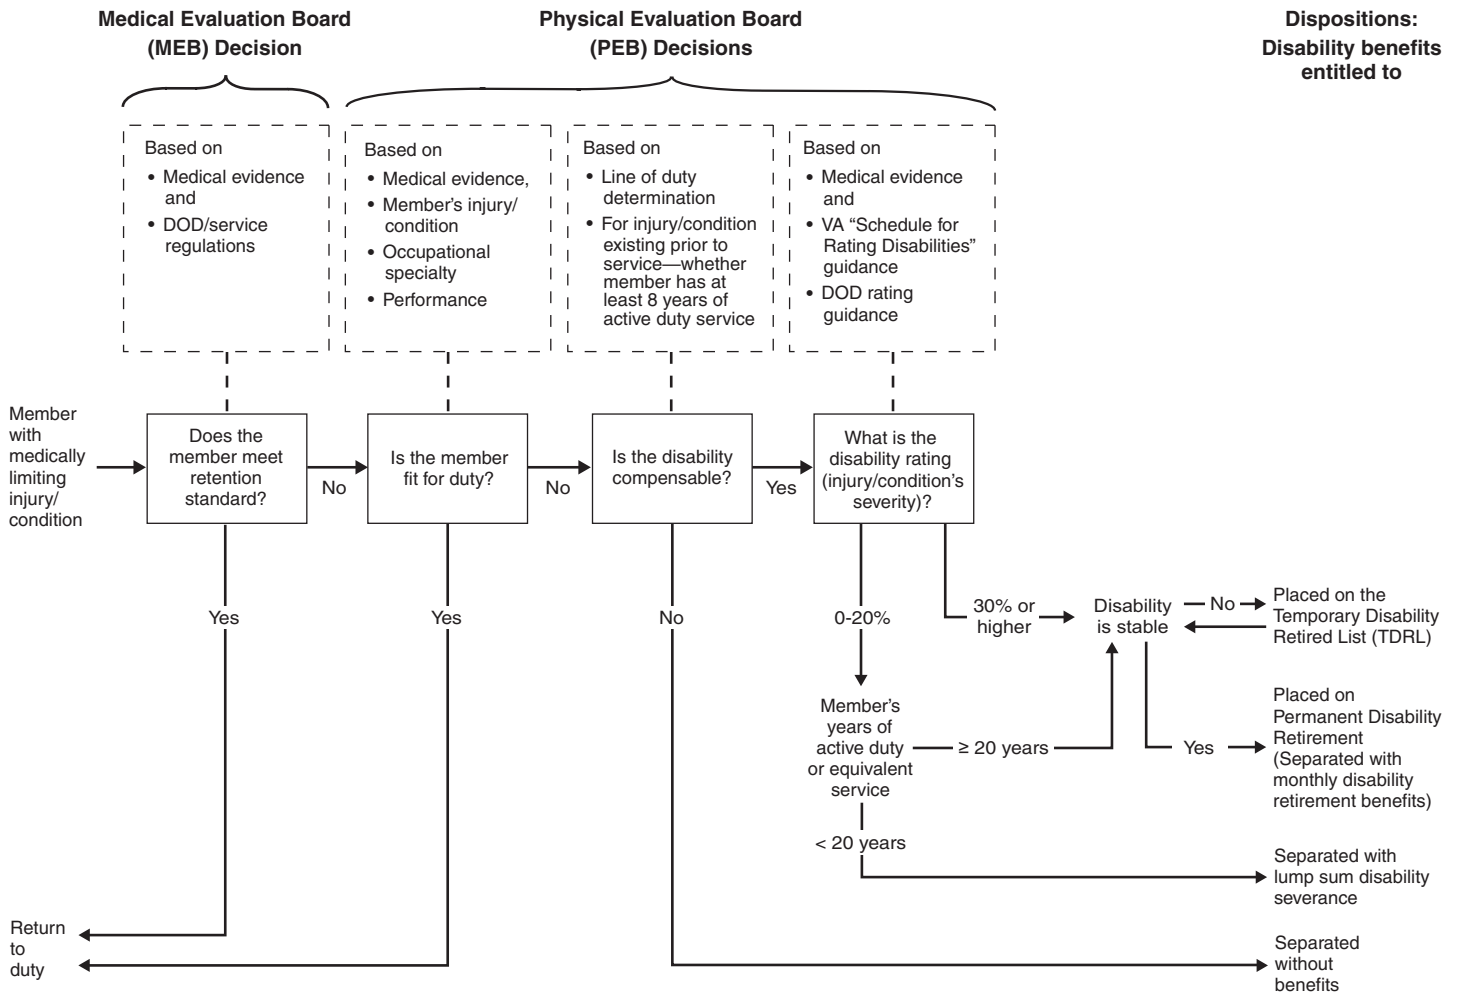 Medical Evaluation Board
(MEB) Decision
Physical Evaluation Board
(PEB) Decisions
Dispositions:
Disability benefits
entitled to
Based on
• Medical evidence
and
• DOD/service
regulations
Based on
• Medical evidence,
• Member's injury/
condition
• Occupational
specialty
• Performance
Based on
• Line of duty
determination
• For injury/condition
existing prior to
service—whether
member has at
least 8 years of
active duty service
Based on
• Medical evidence
and
• VA “Schedule for
Rating Disabilities”
guidance
• DOD rating
guidance
Member
with
medically
limiting
injury/
condition
Does the
member meet
retention
standard?
No
Is the member
fit for duty?
No
Is the disability
compensable?
Yes
What is the
disability rating
(injury/condition's
severity)?
Yes
Yes
No
0-20%
30% or
higher
Disability
is stable
No
Placed on the
Temporary Disability
Retired List (TDRL)
Member's
years of
active duty
or equivalent
service
≥ 20 years
Yes
Placed on
Permanent Disability
Retirement
(Separated with
monthly disability
retirement benefits)
< 20 years
Separated with
lump sum disability
severance
Return
to
duty
Separated
without
benefits